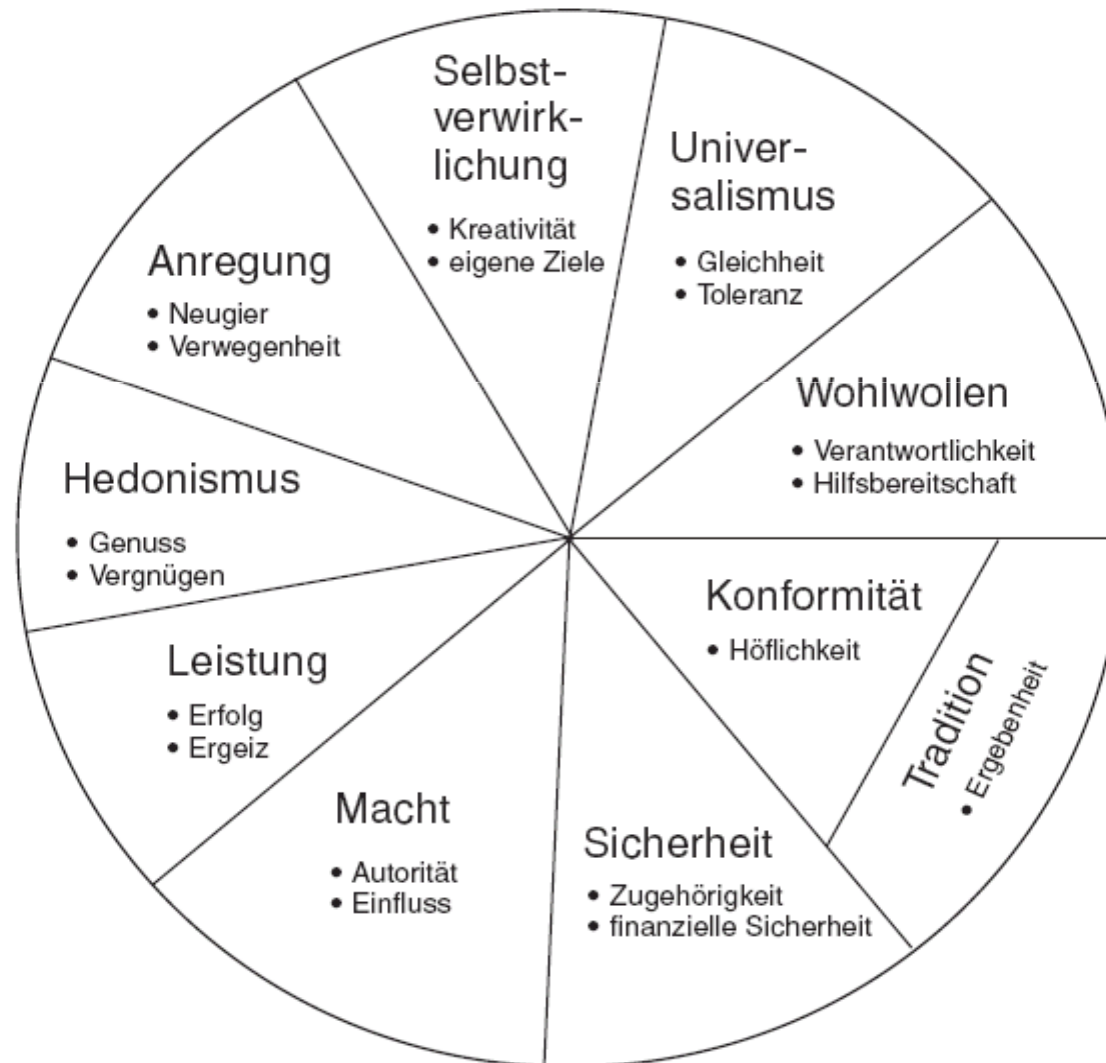 Selbst-
verwirk-
lichung
• Kreativität
• eigene Ziele
Univer-
salismus
• Gleichheit
• Toleranz
Wohlwollen
• Verantwortlichkeit
• Hilfsbereitschaft
Konformität
• Höflichkeit
Tradition
• Ergebenheit
Sicherheit
• Zugehörigkeit
• finanzielle Sicherheit
Macht
• Autorität
• Einfluss
Leistung
• Erfolg
• Ergeiz
Hedonismus
• Genuss
• Vergnügen
Anregung
• Neugier
• Verwegenheit